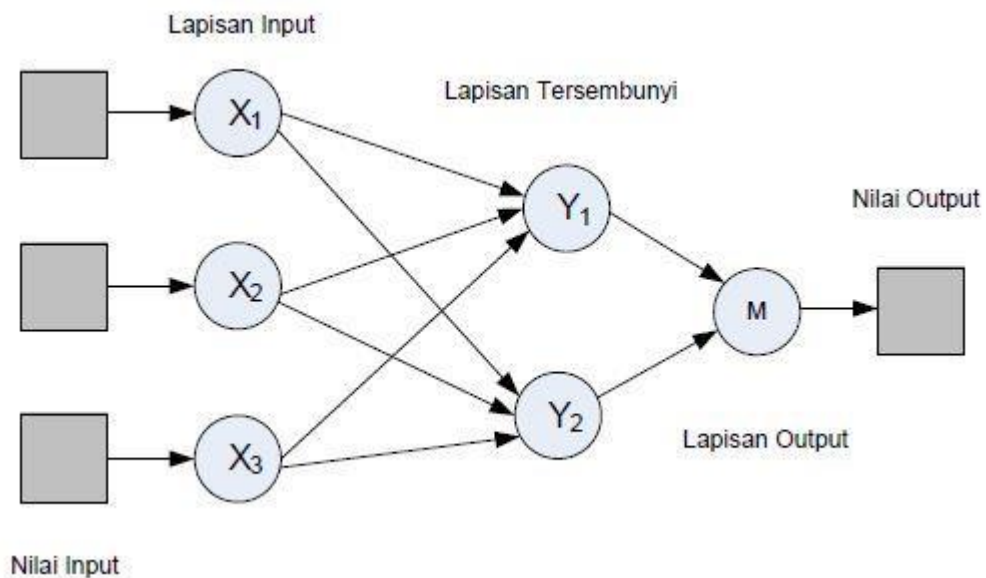 Lapisan Input
Lapisan Tersembunyi
Nilai Output
X1
X2
X3
Y1
Y2
M
Lapisan Output
Nilai Input